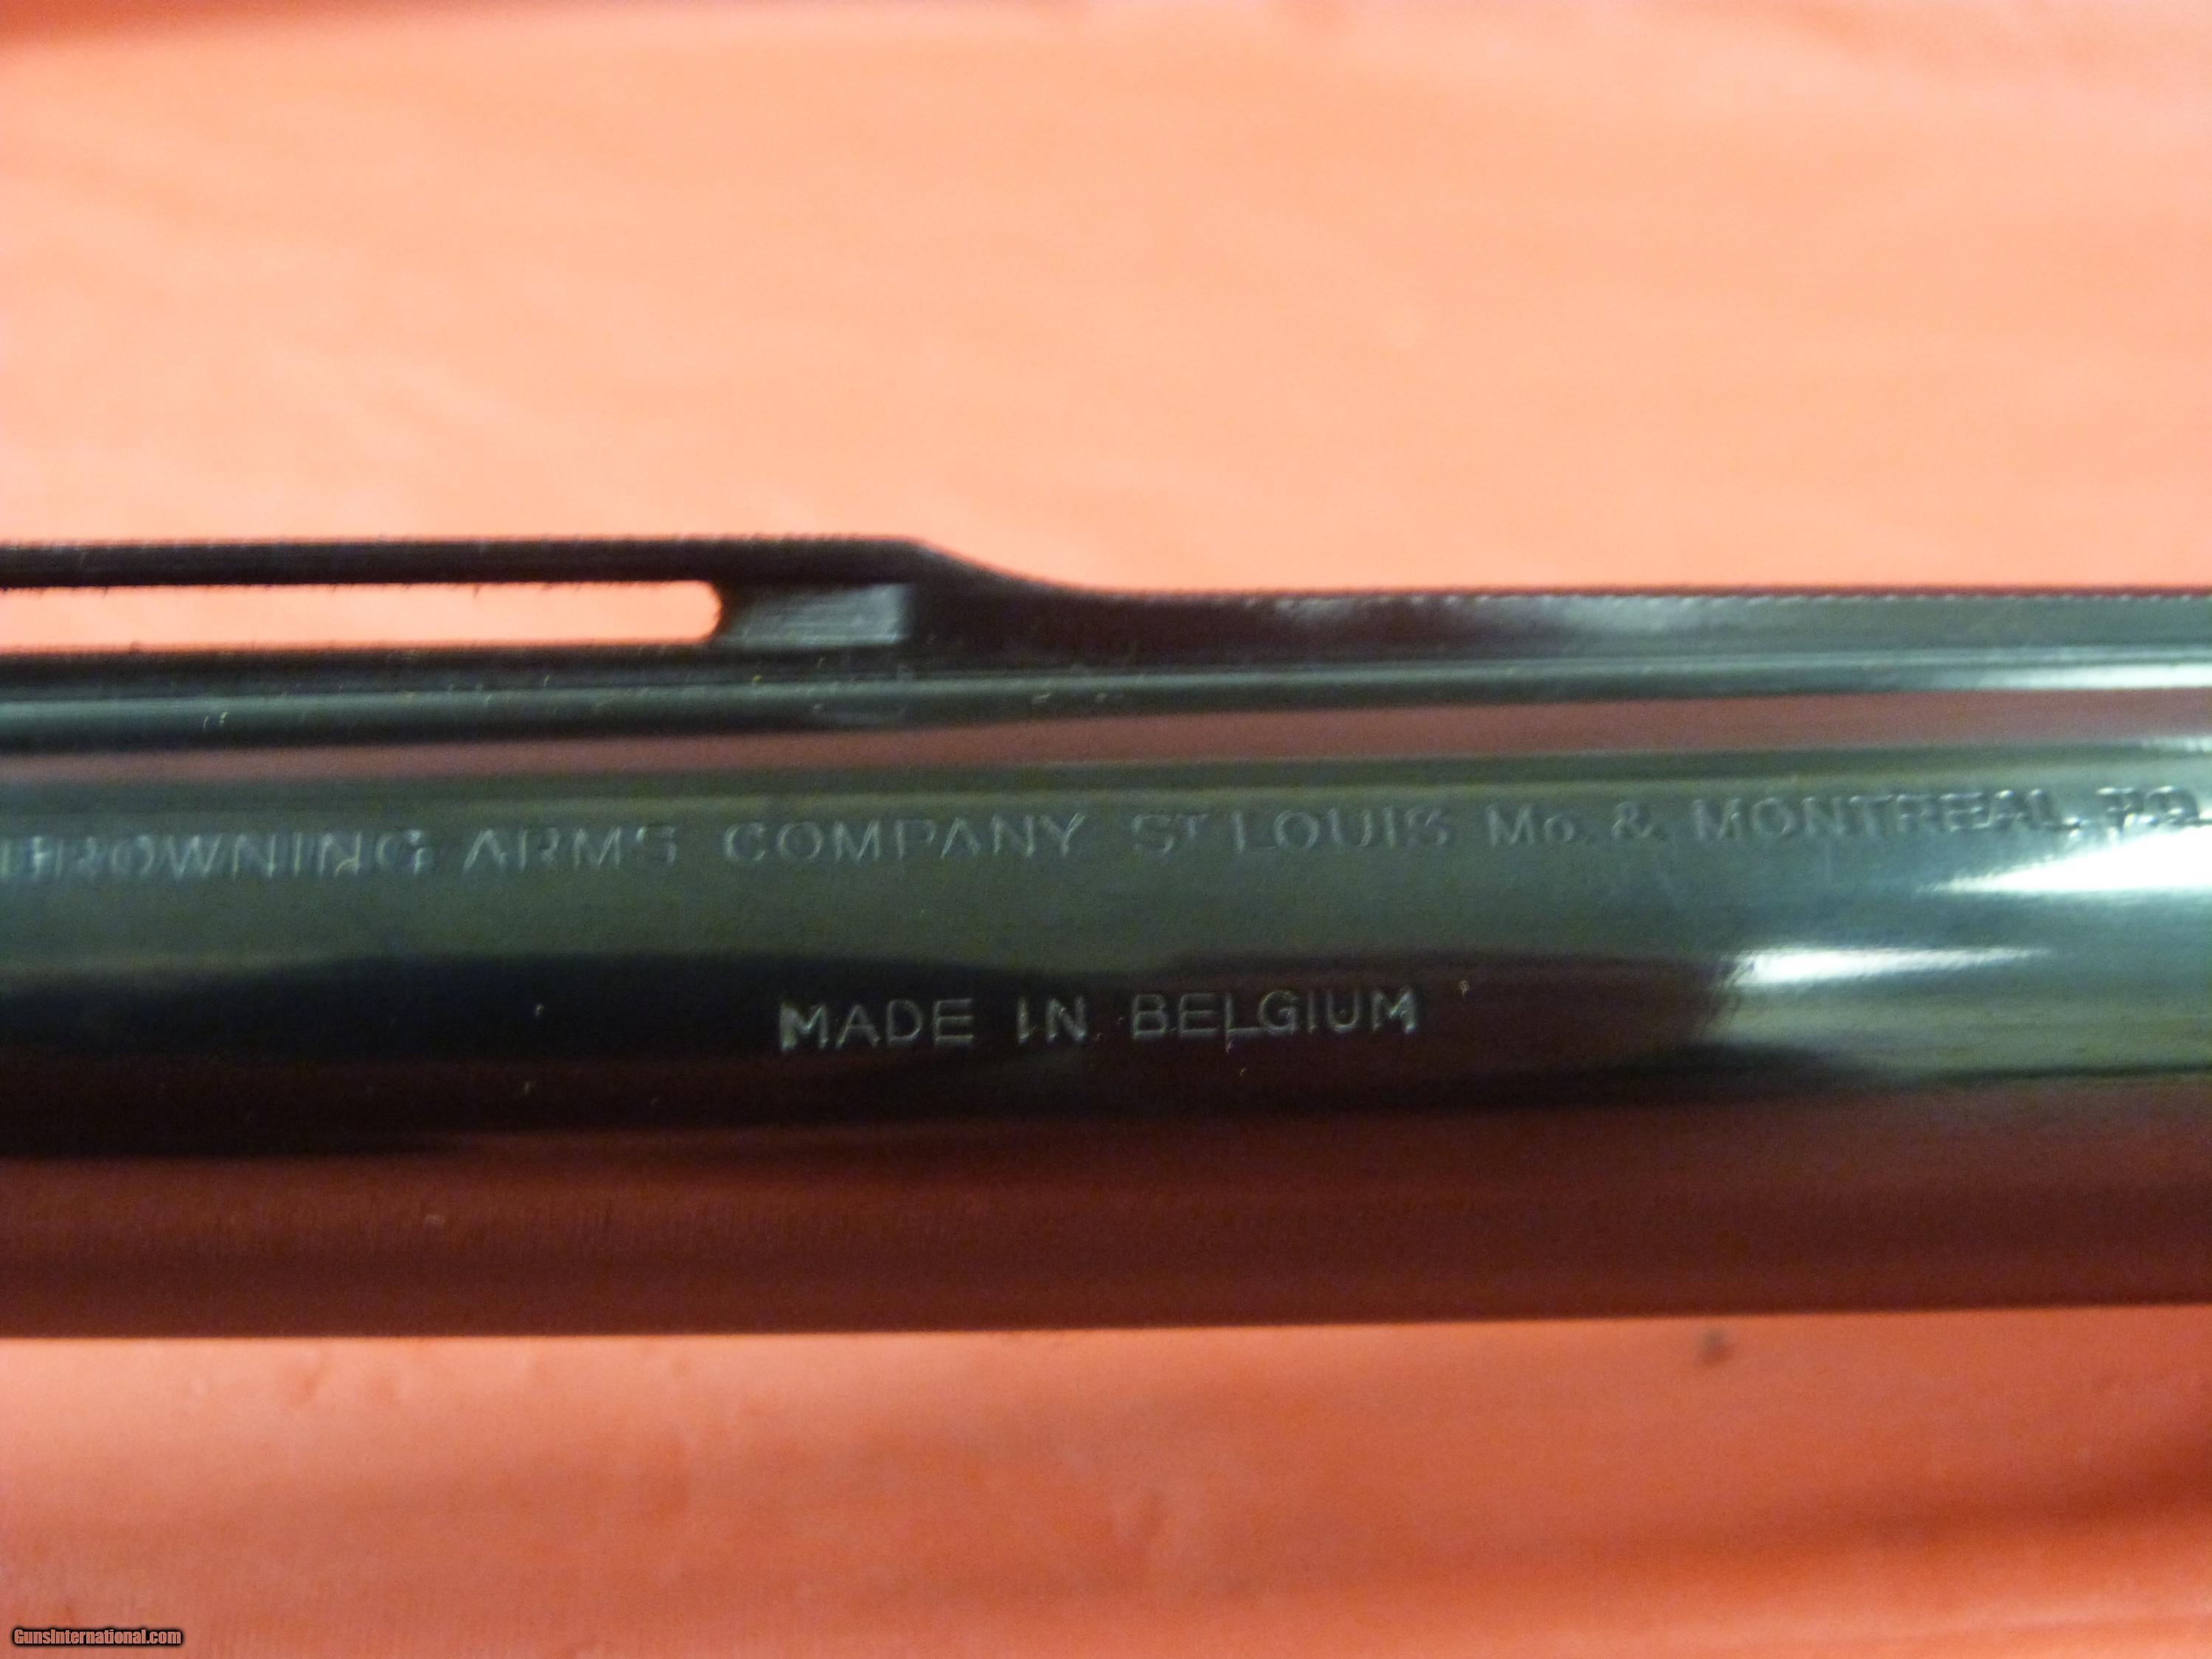 BROWNING ARMS COMPANY ST LOUIS Mo. & MONTREAL P.Q.
MADE IN BELGIUM
GunsInternational.com